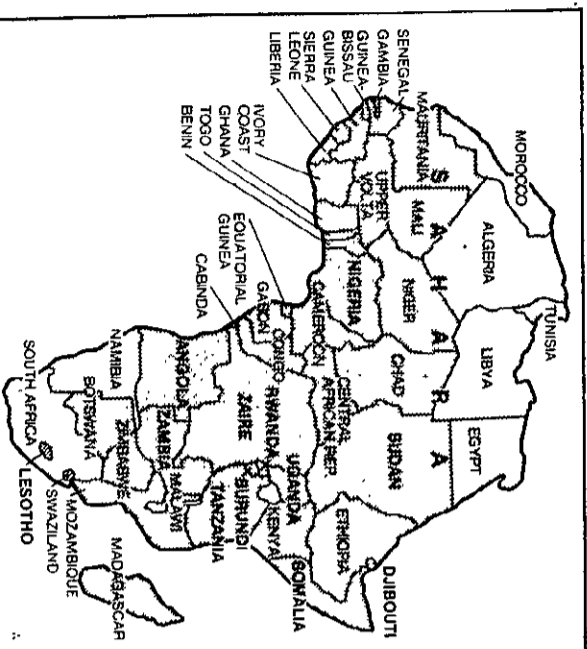 MOROCCO
TUNISIA
ALGERIA
LIBYA
EGYPT
MAURITANIA
SENEGAL
GAMBIA
GUINEA-
BISSAU
GUINEA
SIERRA
LEONE
LIBERIA
S A H A R A
MALI
UPPER
VOLTA
NIGER
CHAD
SUDAN
DJIBOUTI
ETHIOPIA
SOMALIA
IVORY
COAST
GHANA
TOGO
BENIN
NIGERIA
CAMEROON
CENTRAL
AFRICAN REP.
EQUATORIAL
GUINEA
GABON
CONGO
CABINDA
ZAIRE
RWANDA
UGANDA
KENYA
BURUNDI
TANZANIA
ANGOLA
ZAMBIA
MALAWI
NAMIBIA
BOTSWANA
ZIMBABWE
SOUTH AFRICA
LESOTHO
SWAZILAND
MOZAMBIQUE
MADAGASCAR